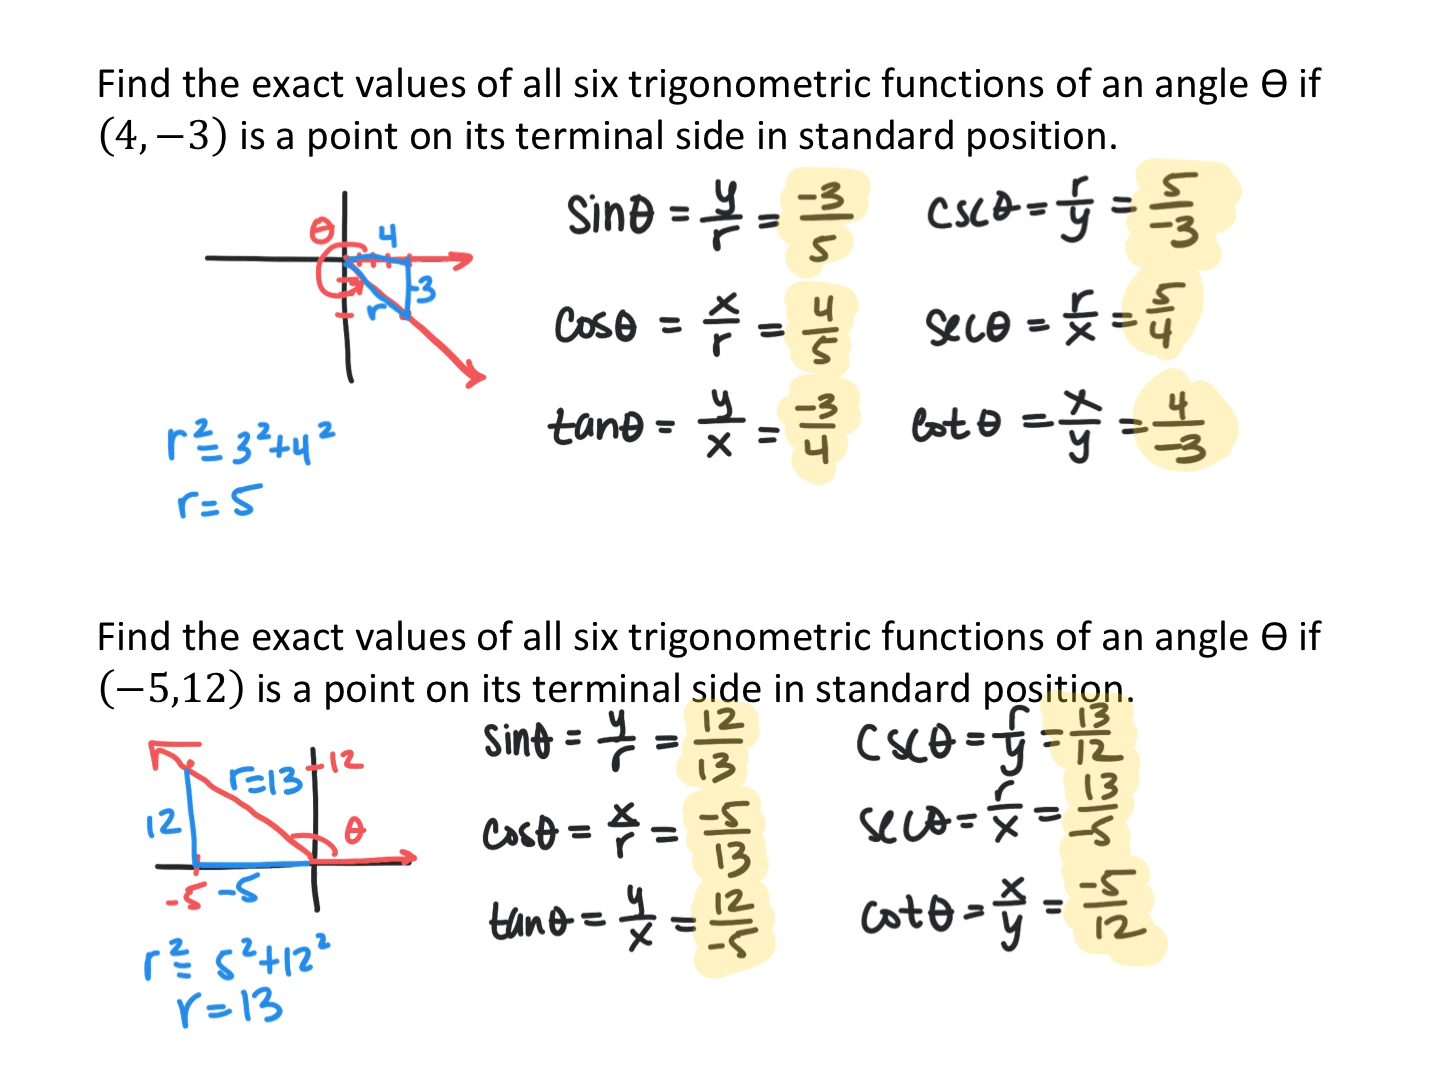 Find the exact values of all six trigonometric functions of an angle Ө if
(4, −3) is a point on its terminal side in standard position.
θ
4
-3
r
r² = 3²+4²
r = 5
sinθ = y/r = -3/5
cscθ = r/y = 5/-3
cosθ = x/r = 4/5
secθ = r/x = 5/4
tanθ = y/x = -3/4
cotθ = x/y = 4/-3
Find the exact values of all six trigonometric functions of an angle Ө if
(−5,12) is a point on its terminal side in standard position.
r=13
12
12
θ
-5 -5
r² = 5²+12²
r=13
sinθ = y/r = 12/13
cscθ = r/y = 13/12
cosθ = x/r = -5/13
secθ = r/x = 13/-5
tanθ = y/x = 12/-5
cotθ = x/y = -5/12